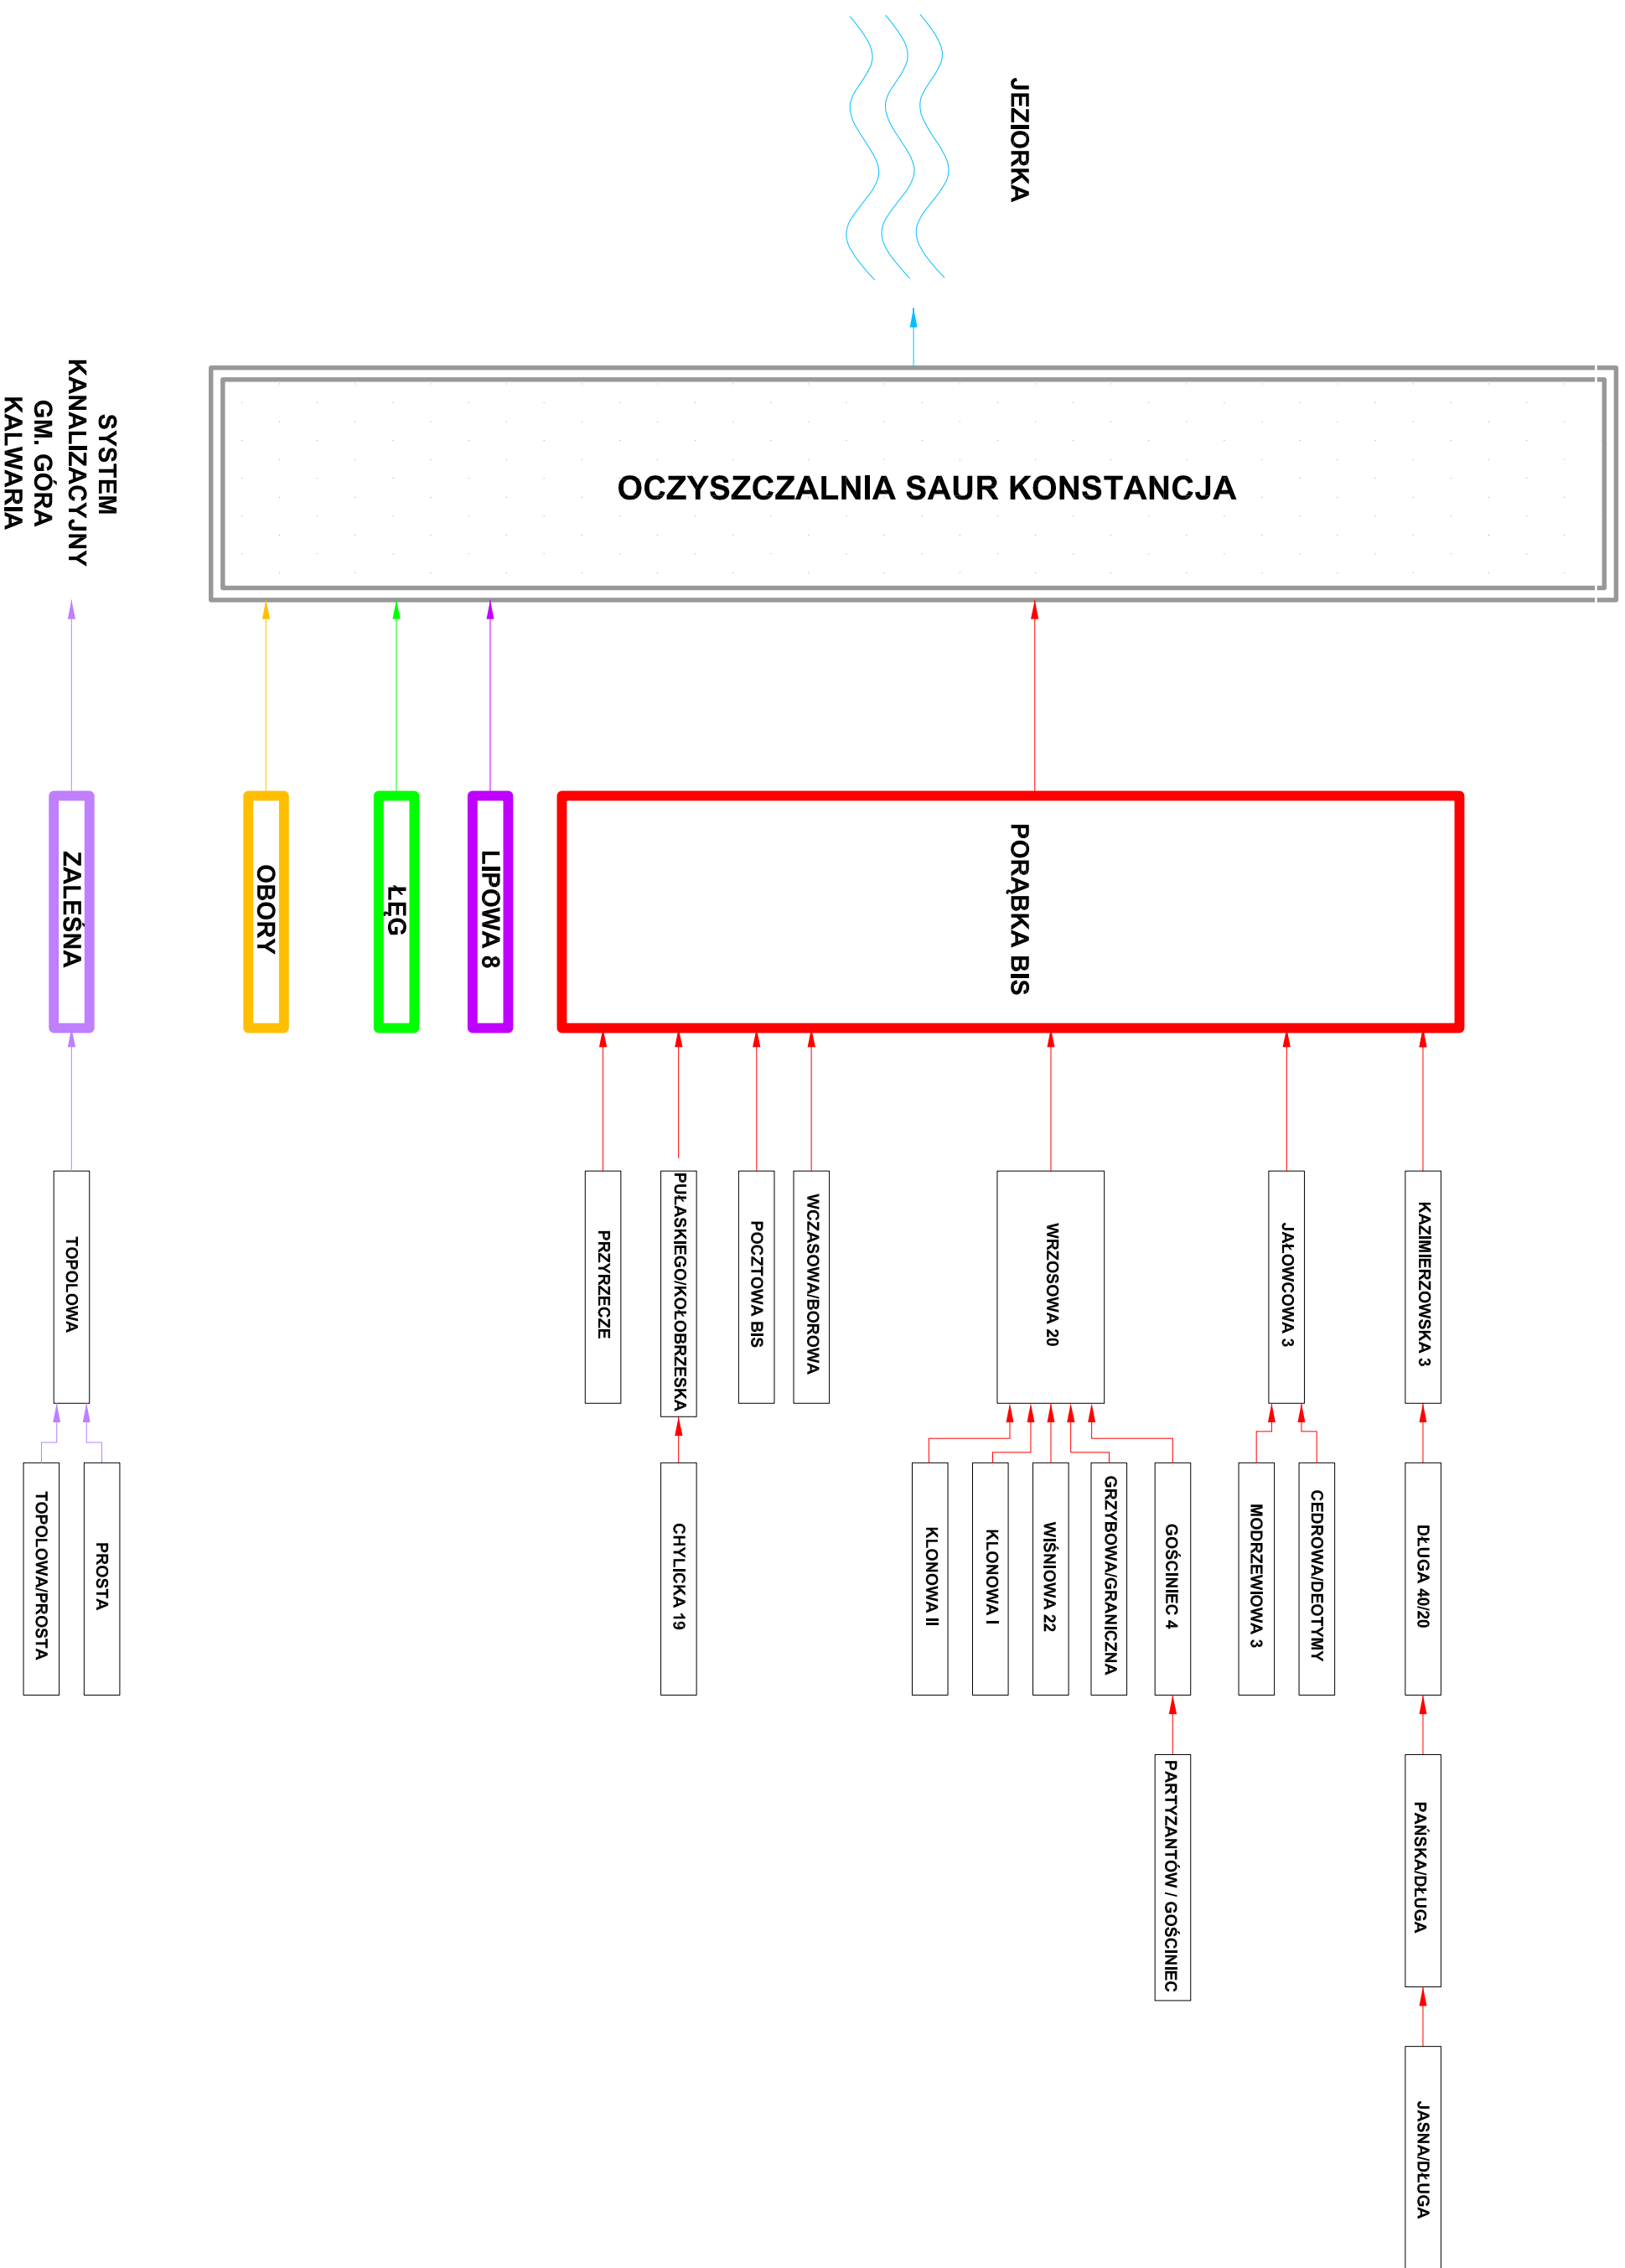 JEZIORKA
OCZYSZCZALNIA SAUR KONSTANCJA
SYSTEM
KANALIZACYJNY
GM. GÓRA
KALWARIA
PORĄBKA BIS
LIPOWA 8
ŁĘG
OBORY
ZALEŚNA
KAZIMIERZOWSKA 3
JAŁOWCOWA 3
WRZOSOWA 20
WCZASOWA/BOROWA
POCZTOWA BIS
PUŁASKIEGO/KOŁOBRZESKA
PRZYRZECZE
TOPOLOWA
DŁUGA 40/20
CEDROWA/DEOTYMY
MODRZEWIOWA 3
GOŚCINIEC 4
GRZYBOWA/GRANICZNA
WIŚNIOWA 22
KLONOWA I
KLONOWA II
CHYLICKA 19
PROSTA
TOPOLOWA/PROSTA
PAŃSKA/DŁUGA
PARTYZANTÓW / GOŚCINIEC
JASNA/DŁUGA